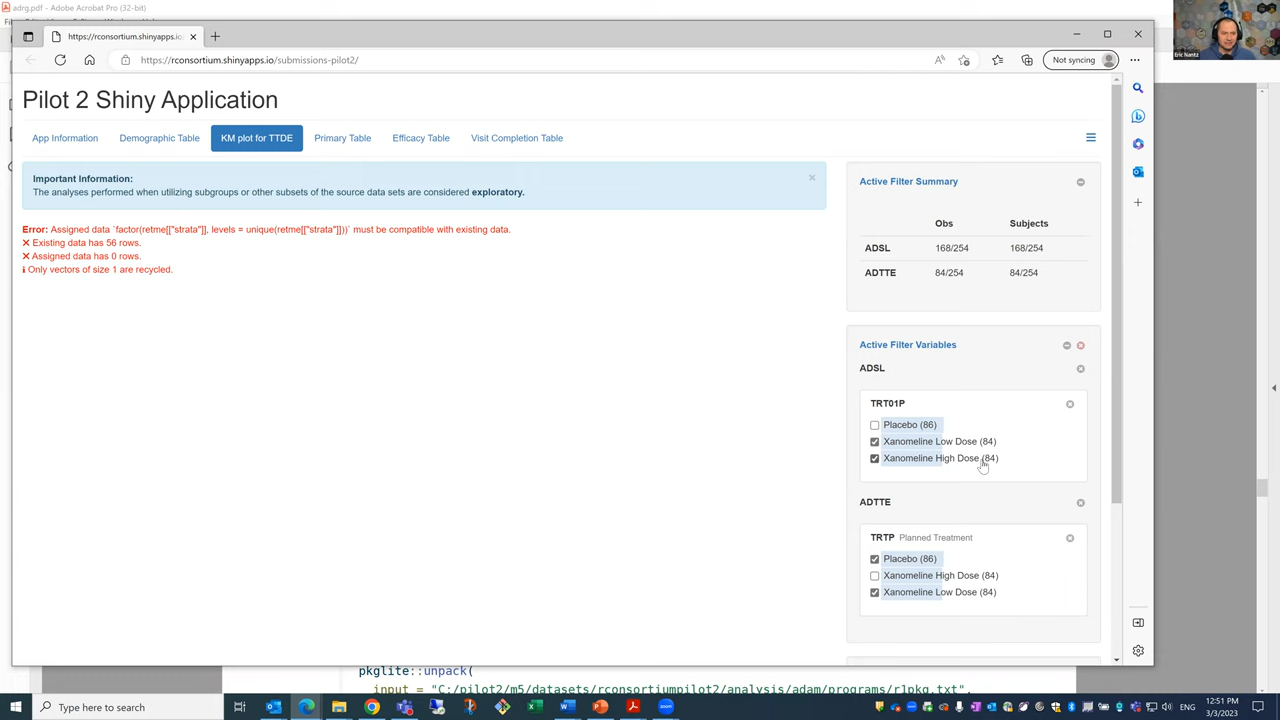 adrg.pdf - Adobe Acrobat Pro (32-bit)
https://rconsortium.shinyapps.io
https://rconsortium.shinyapps.io/submissions-pilot2/
Not syncing
Eric Nantz
Pilot 2 Shiny Application
App Information
Demographic Table
KM plot for TTDE
Primary Table
Efficacy Table
Visit Completion Table
Important Information:
The analyses performed when utilizing subgroups or other subsets of the source data sets are considered exploratory.
Error: Assigned data `factor(retme[["strata"]], levels = unique(retme[["strata"]]))` must be compatible with existing data.
✖ Existing data has 56 rows.
✖ Assigned data has 0 rows.
ℹ Only vectors of size 1 are recycled.
Active Filter Summary
Obs Subjects
ADSL 168/254 168/254
ADTTE 84/254 84/254
Active Filter Variables
ADSL
TRT01P
Placebo (86)
Xanomeline Low Dose (84)
Xanomeline High Dose (84)
ADTTE
TRTP Planned Treatment
Placebo (86)
Xanomeline High Dose (84)
Xanomeline Low Dose (84)
pkglite::unpack(
input = "C:/pilot2/m5/datasets/rconsortiumpilot2/analysis/adam/programs/r1pkg.txt",
Type here to search
ENG
12:51 PM
3/3/2023